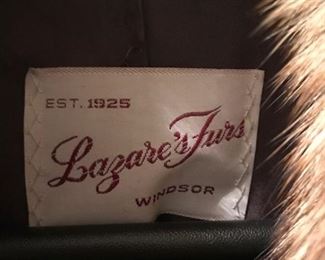 EST. 1925
Lazare's Furs
WINDSOR